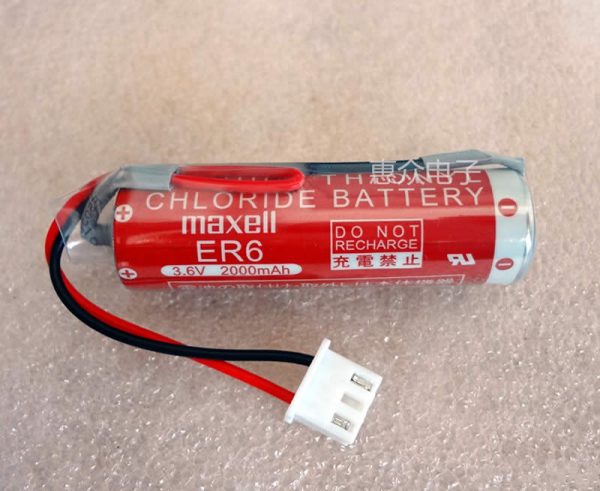 惠众电子
CHLORIDE BATTERY
maxell
ER6
3.6V 2000mAh
DO NOT
RECHARGE
充電禁止